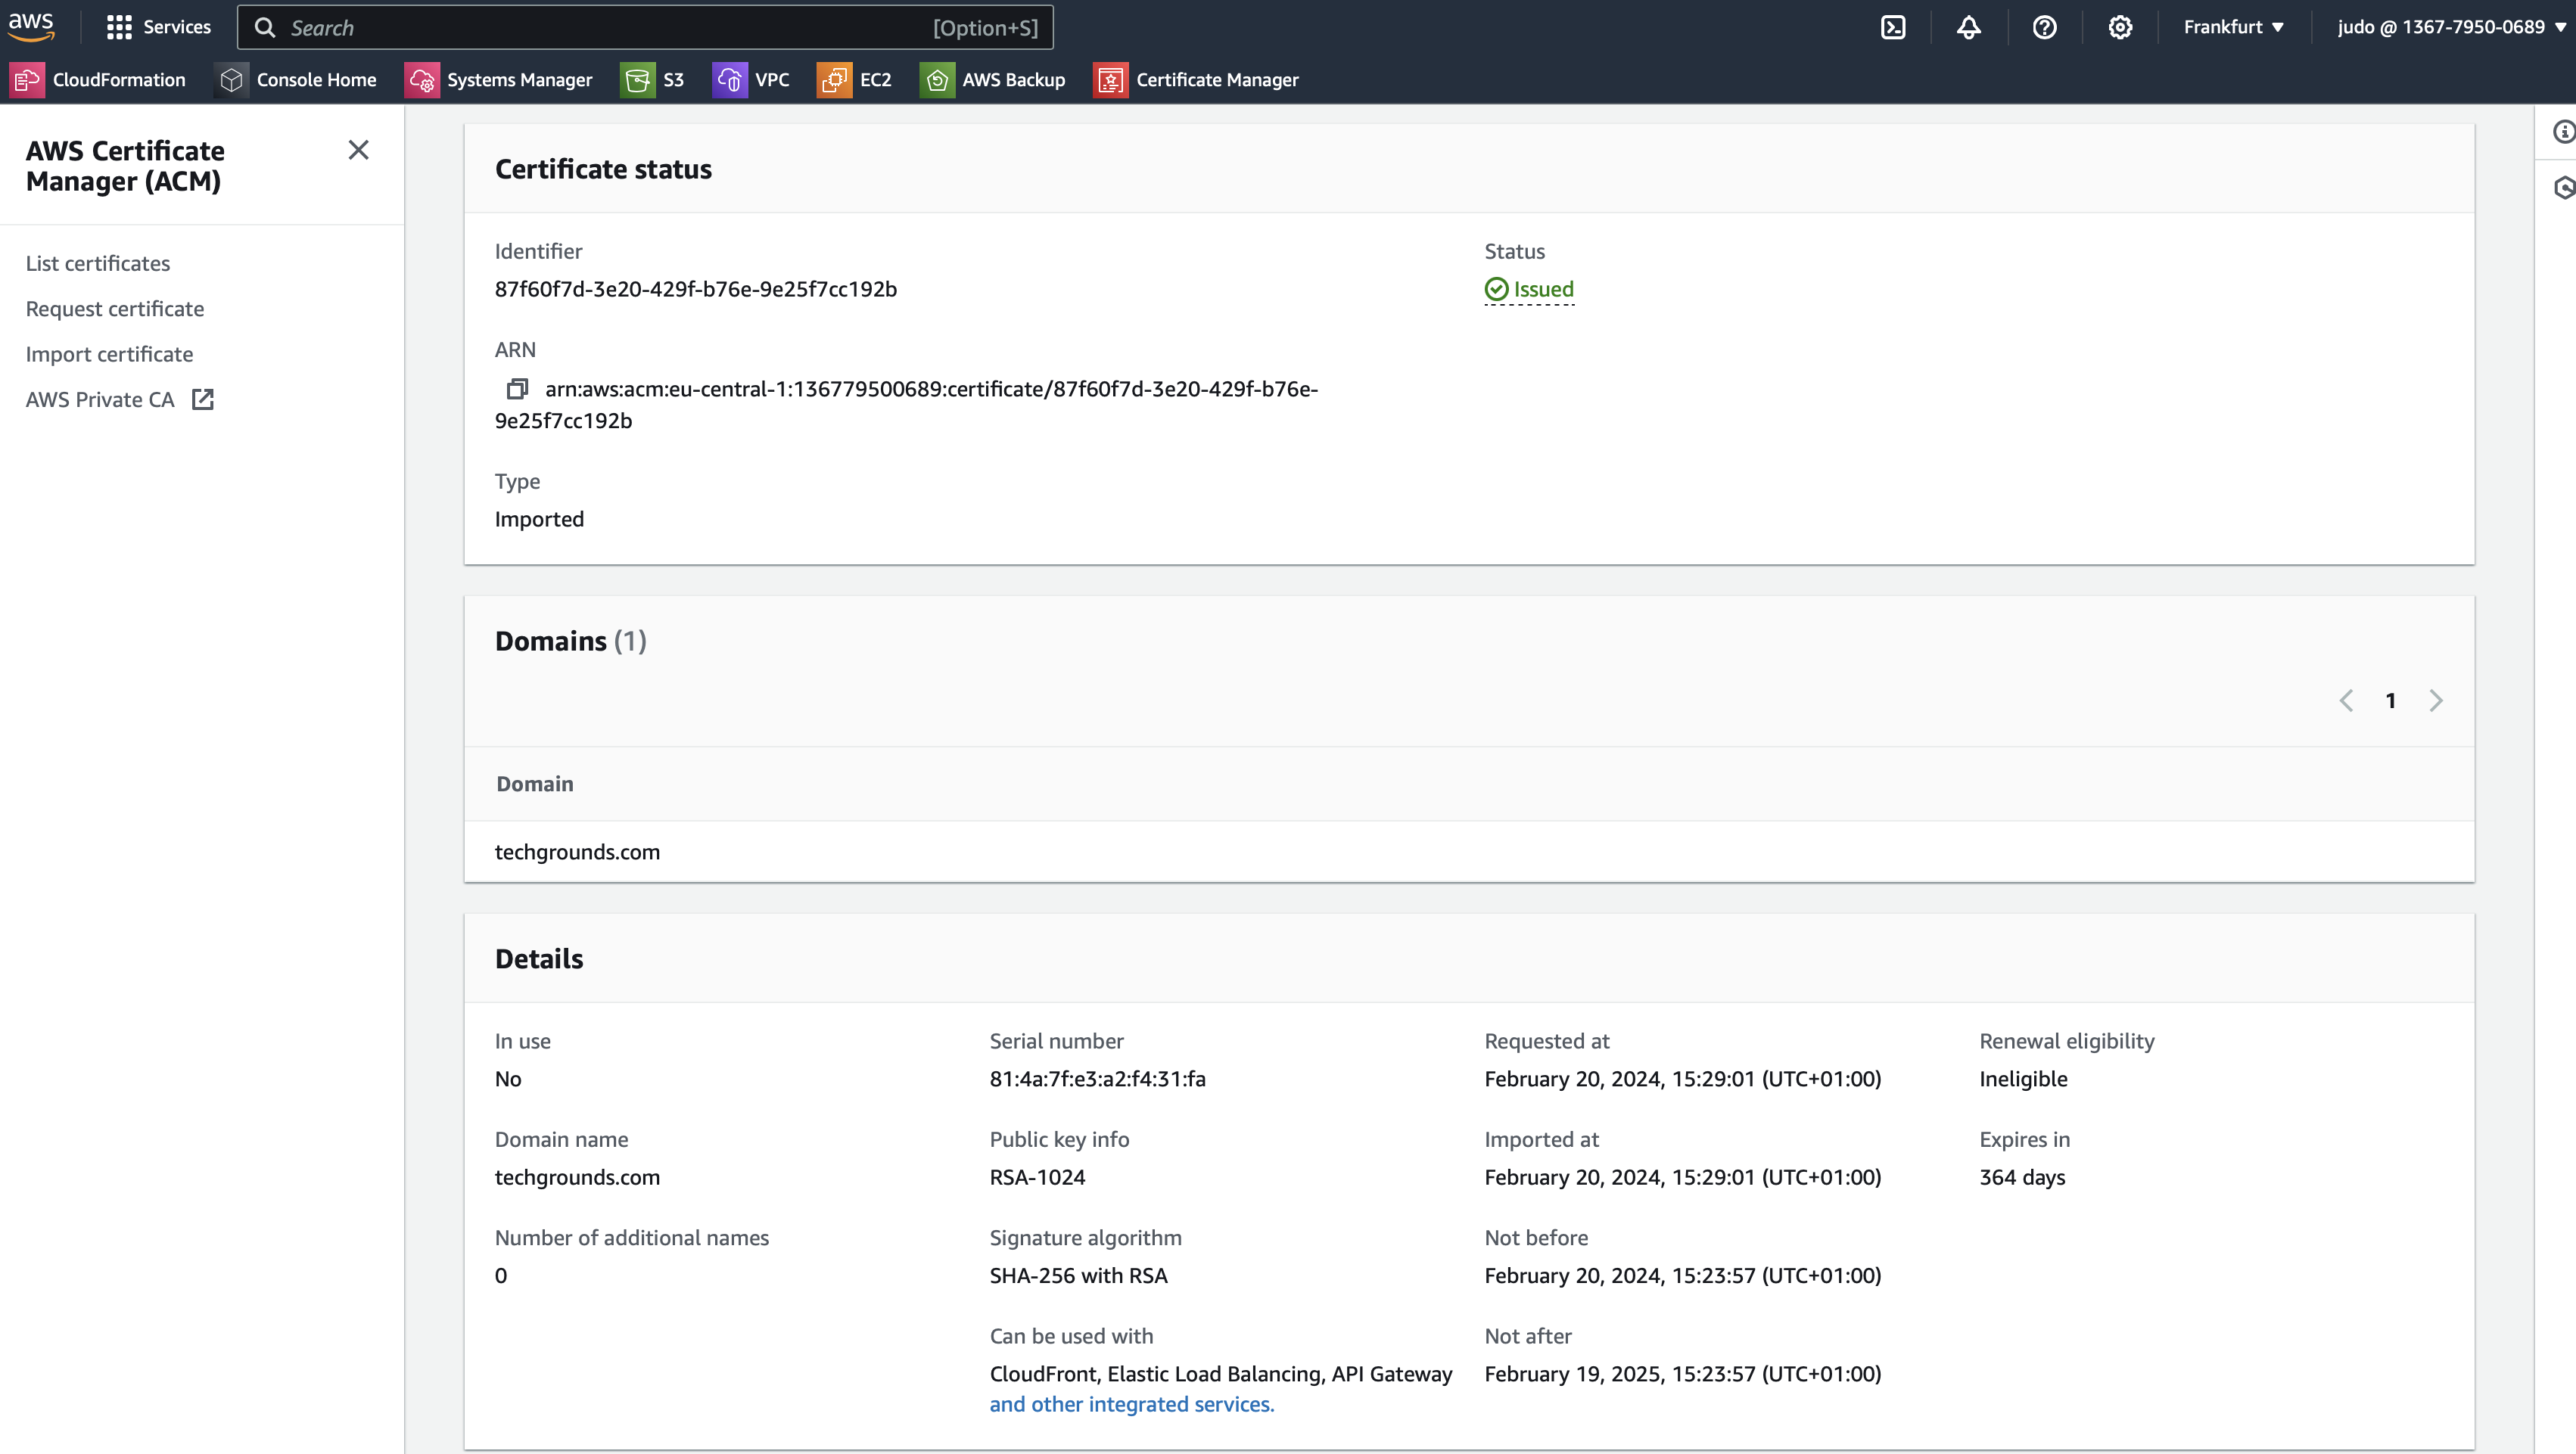 aws
Services
Search
[Option+S]
Frankfurt ▼
judo @ 1367-7950-0689 ▼
CloudFormation
Console Home
Systems Manager
S3
VPC
EC2
AWS Backup
Certificate Manager
AWS Certificate
Manager (ACM)
List certificates
Request certificate
Import certificate
AWS Private CA
Certificate status
Identifier
87f60f7d-3e20-429f-b76e-9e25f7cc192b
Status
Issued
ARN
arn:aws:acm:eu-central-1:136779500689:certificate/87f60f7d-3e20-429f-b76e-
9e25f7cc192b
Type
Imported
Domains (1)
1
Domain
techgrounds.com
Details
In use
No
Domain name
techgrounds.com
Number of additional names
0
Serial number
81:4a:7f:e3:a2:f4:31:fa
Public key info
RSA-1024
Signature algorithm
SHA-256 with RSA
Can be used with
CloudFront, Elastic Load Balancing, API Gateway
and other integrated services.
Requested at
February 20, 2024, 15:29:01 (UTC+01:00)
Imported at
February 20, 2024, 15:29:01 (UTC+01:00)
Not before
February 20, 2024, 15:23:57 (UTC+01:00)
Not after
February 19, 2025, 15:23:57 (UTC+01:00)
Renewal eligibility
Ineligible
Expires in
364 days